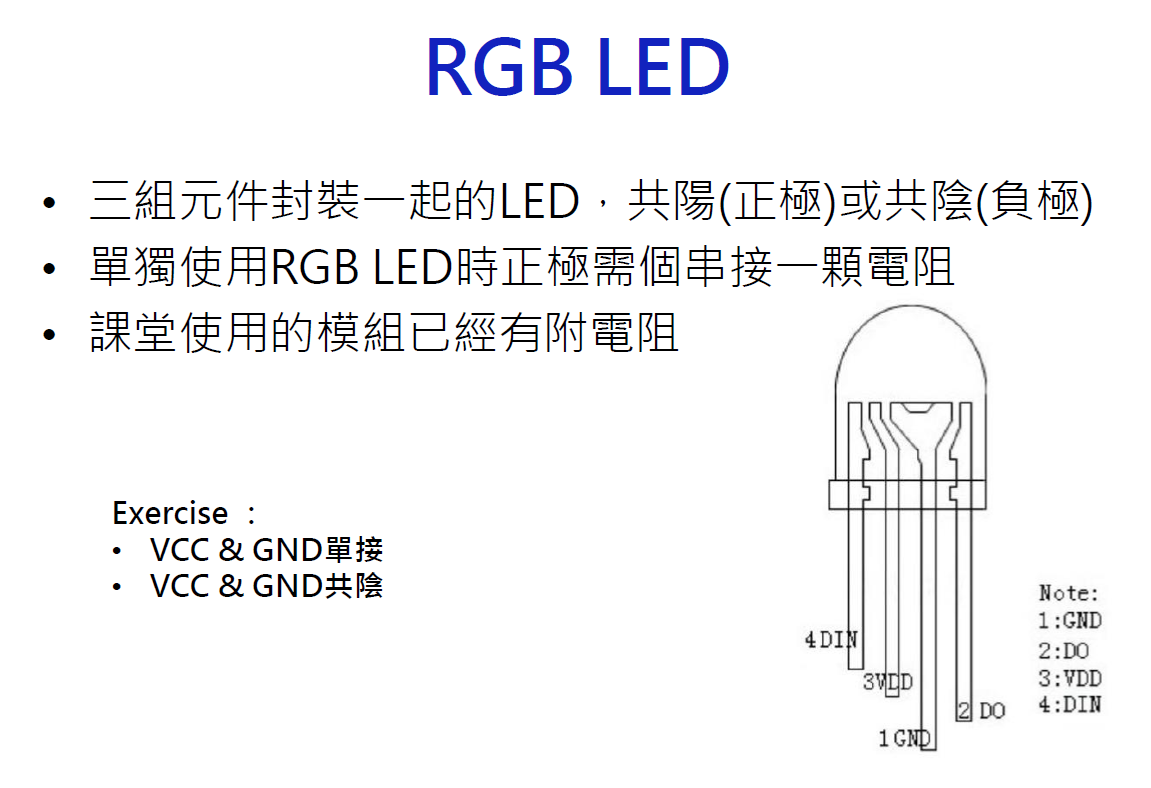 RGB LED
• 三組元件封裝一起的LED，共陽(正極)或共陰(負極)
• 單獨使用RGB LED時正極需個串接一顆電阻
• 課堂使用的模組已經有附電阻
Exercise ：
• VCC & GND單接
• VCC & GND共陰
4DIN
3VDD
1GND
2 DO
Note:
1:GND
2:DO
3:VDD
4:DIN